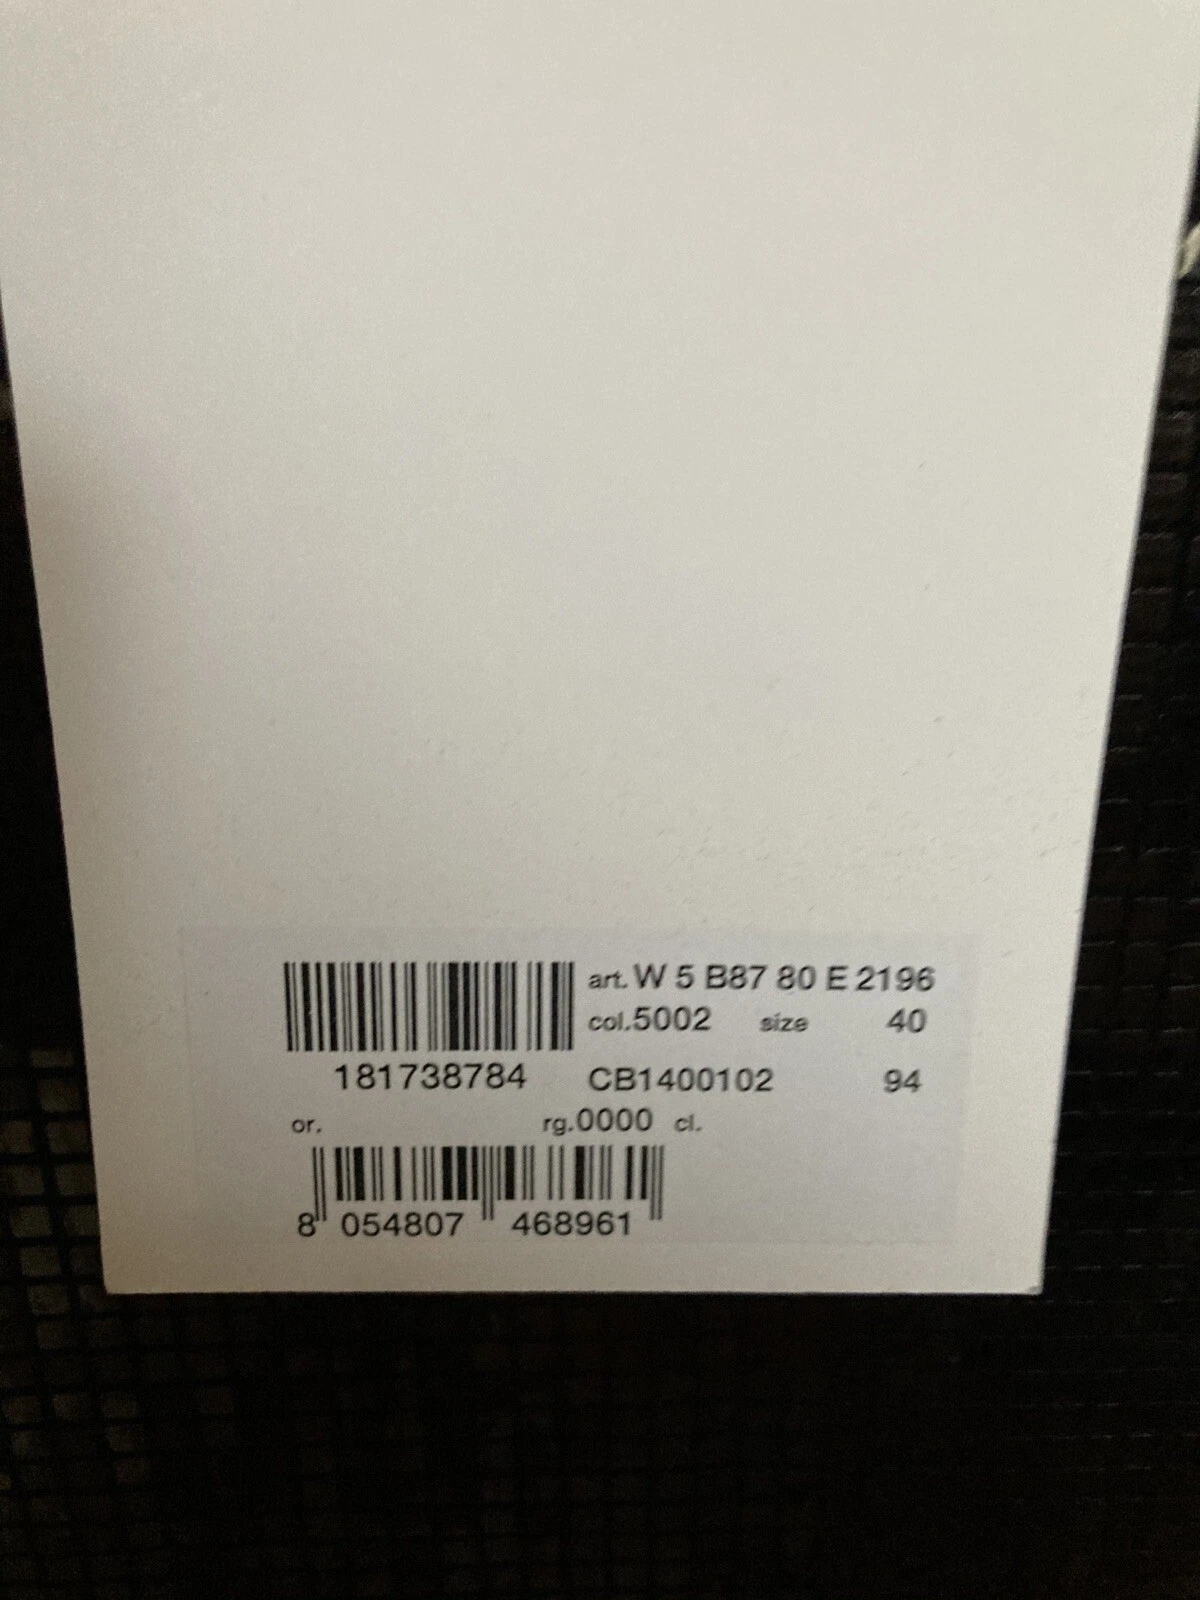 art. W 5 B87 80 E 2196
col.5002 size 40
181738784 CB1400102 94
or. rg.0000 cl.
8 054807 468961